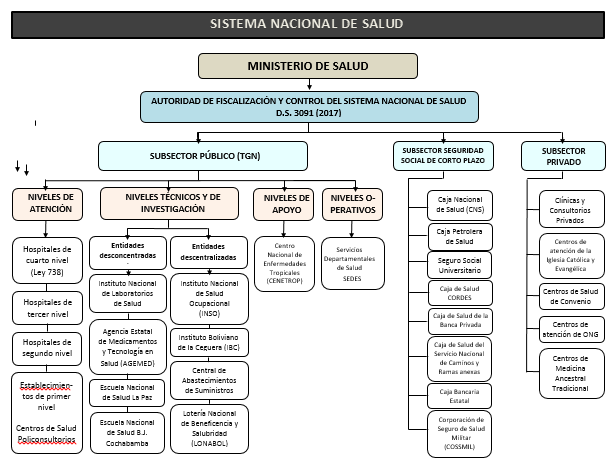 SISTEMA NACIONAL DE SALUD
MINISTERIO DE SALUD
AUTORIDAD DE FISCALIZACIÓN Y CONTROL DEL SISTEMA NACIONAL DE SALUD
D.S. 3091 (2017)
SUBSECTOR PÚBLICO (TGN)
SUBSECTOR SEGURIDAD
SOCIAL DE CORTO PLAZO
SUBSECTOR
PRIVADO
NIVELES DE
ATENCIÓN
NIVELES TÉCNICOS Y DE
INVESTIGACIÓN
NIVELES DE
APOYO
NIVELES O-
PERATIVOS
Hospitales de
cuarto nivel
(Ley 738)
Hospitales de
tercer nivel
Hospitales de
segundo nivel
Establecimien-
tos de primer
nivel
Centros de Salud
Policonsultorios
Entidades
desconcentradas
.
Instituto Nacional
de Laboratorios
de Salud
Agencia Estatal
de Medicamentos
y Tecnología en
Salud (AGEMED)
Escuela Nacional
de Salud La Paz
Escuela Nacional
de Salud B.J.
Cochabamba
Entidades
descentralizadas
Instituto Nacional
de Salud
Ocupacional
(INSO)
Instituto Boliviano
de la Ceguera (IBC)
Central de
Abastecimientos
de Suministros
Lotería Nacional
de Beneficencia y
Salubridad
(LONABOL)
Centro
Nacional de
Enfermedades
Tropicales
(CENETROP)
Servicios
Departamentales
de Salud
SEDES
Caja Nacional
de Salud (CNS)
Caja Petrolera
de Salud
Seguro Social
Universitario
Caja de Salud
CORDES
Caja de Salud de la
Banca Privada
Caja de Salud del
Servicio Nacional
de Caminos y
Ramas anexas
Caja Bancaria
Estatal
Corporación de
Seguro de Salud
Militar
(COSSMIL)
Clínicas y
Consultorios
Privados
Centros de
atención de la
Iglesia Católica y
Evangélica
Centros de Salud
de Convenio
Centros de
atención de ONG
Centros de
Medicina
Ancestral
Tradicional